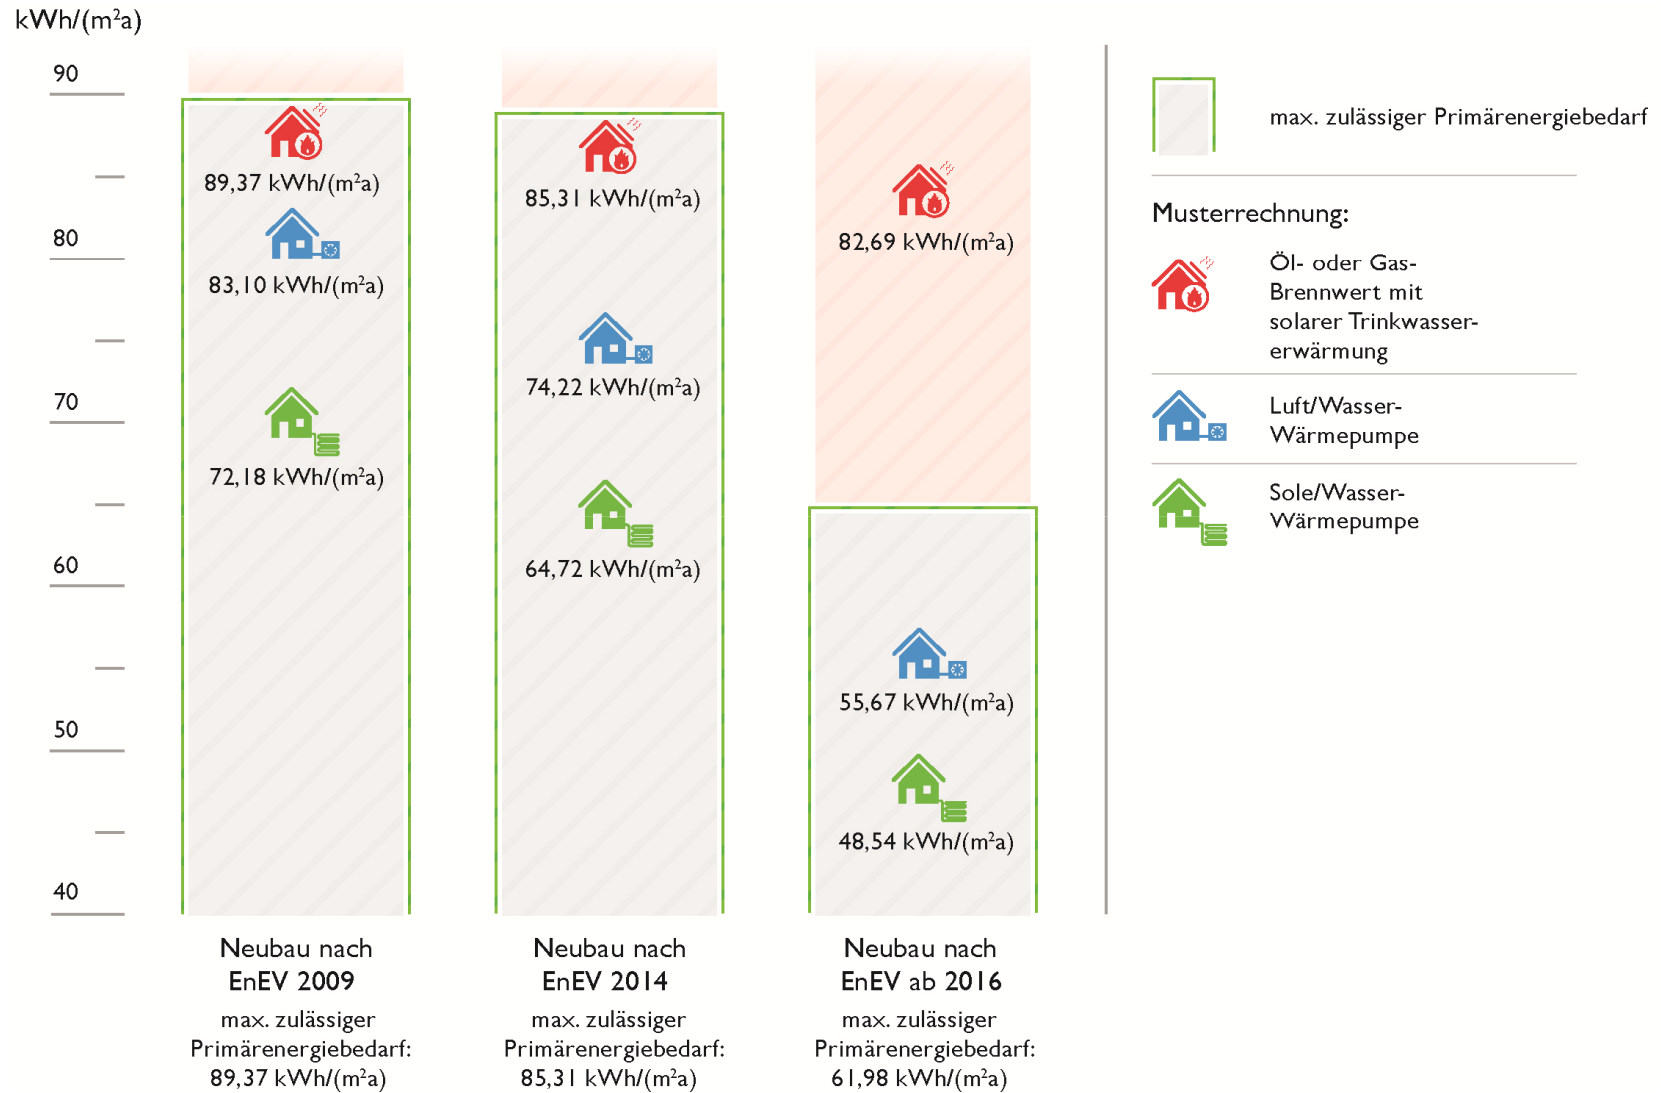 kWh/(m²a)
90
80
70
60
50
40
89,37 kWh/(m²a)
83,10 kWh/(m²a)
72,18 kWh/(m²a)
Neubau nach
EnEV 2009
max. zulässiger
Primärenergiebedarf:
89,37 kWh/(m²a)
85,31 kWh/(m²a)
74,22 kWh/(m²a)
64,72 kWh/(m²a)
Neubau nach
EnEV 2014
max. zulässiger
Primärenergiebedarf:
85,31 kWh/(m²a)
82,69 kWh/(m²a)
55,67 kWh/(m²a)
48,54 kWh/(m²a)
Neubau nach
EnEV ab 2016
max. zulässiger
Primärenergiebedarf:
61,98 kWh/(m²a)
max. zulässiger Primärenergiebedarf
Musterrechnung:
Öl- oder Gas-
Brennwert mit
solarer Trinkwasser-
erwärmung
Luft/Wasser-
Wärmepumpe
Sole/Wasser-
Wärmepumpe